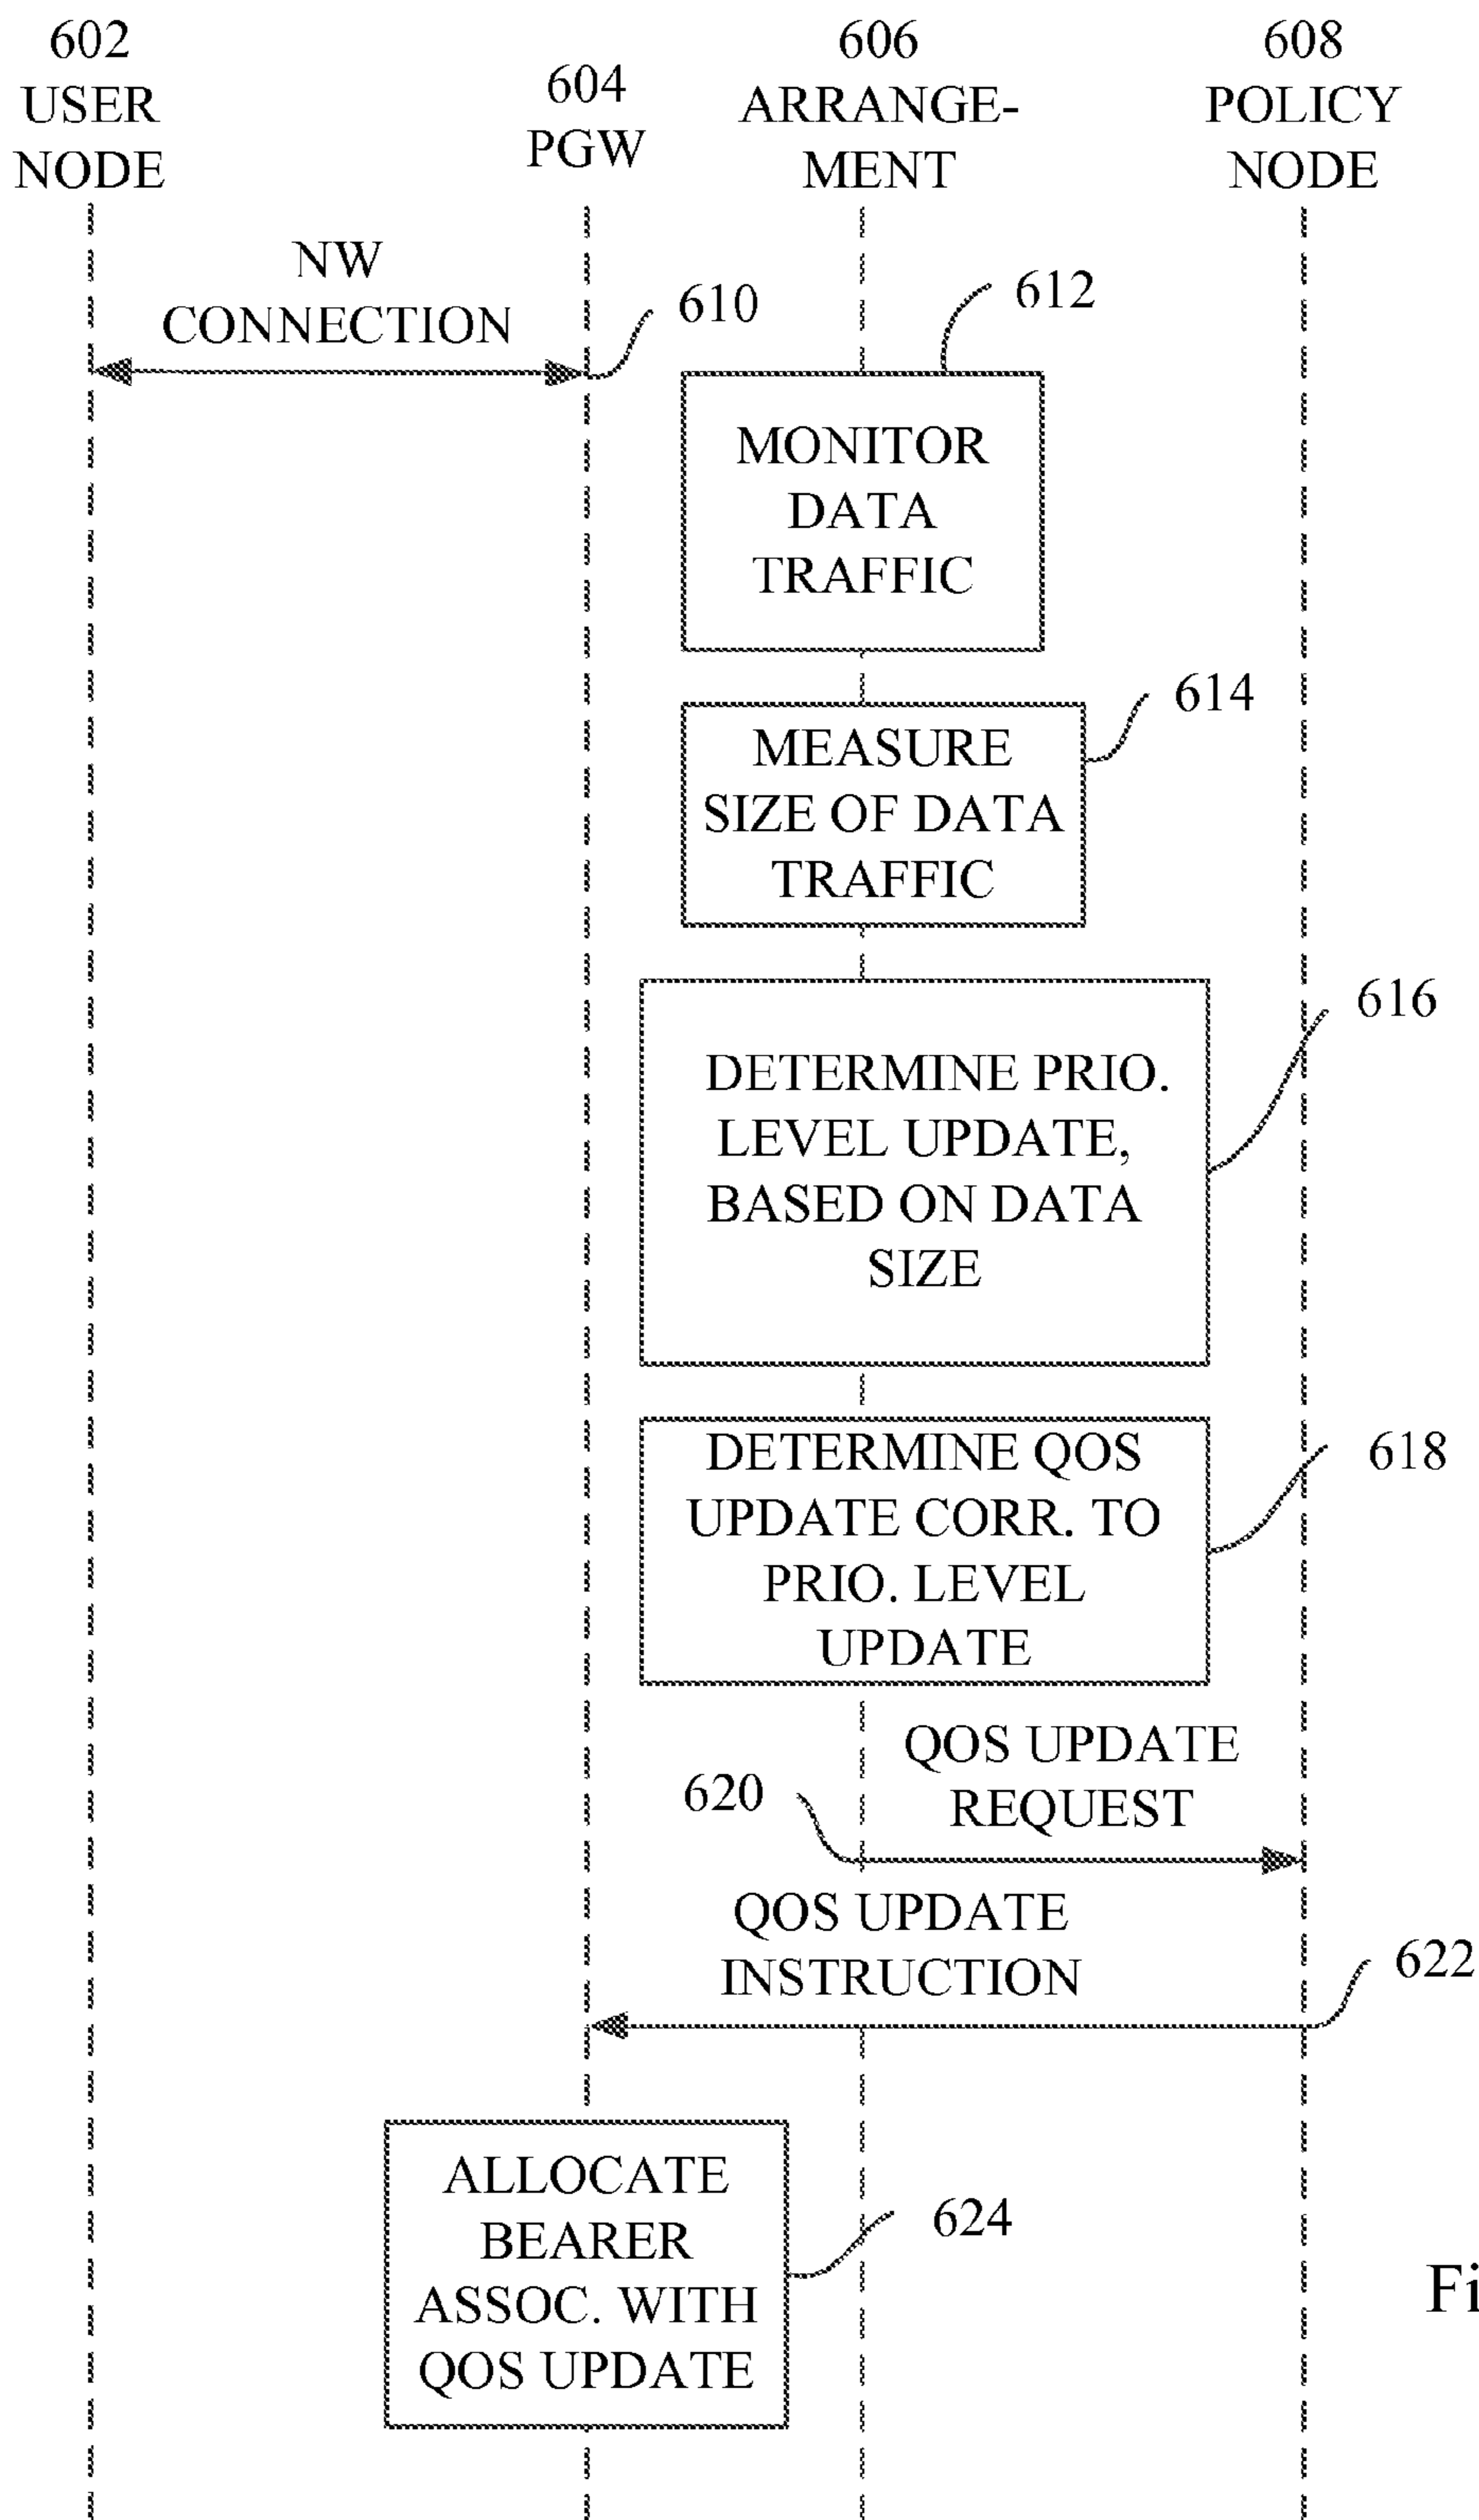 602
USER
NODE
604
PGW
606
ARRANGE-
MENT
608
POLICY
NODE
NW
CONNECTION
610
612
MONITOR
DATA
TRAFFIC
614
MEASURE
SIZE OF DATA
TRAFFIC
616
DETERMINE PRIO.
LEVEL UPDATE,
BASED ON DATA
SIZE
618
DETERMINE QOS
UPDATE CORR. TO
PRIO. LEVEL
UPDATE
QOS UPDATE
REQUEST
620
QOS UPDATE
INSTRUCTION
622
ALLOCATE
BEARER
ASSOC. WITH
QOS UPDATE
624
Fi